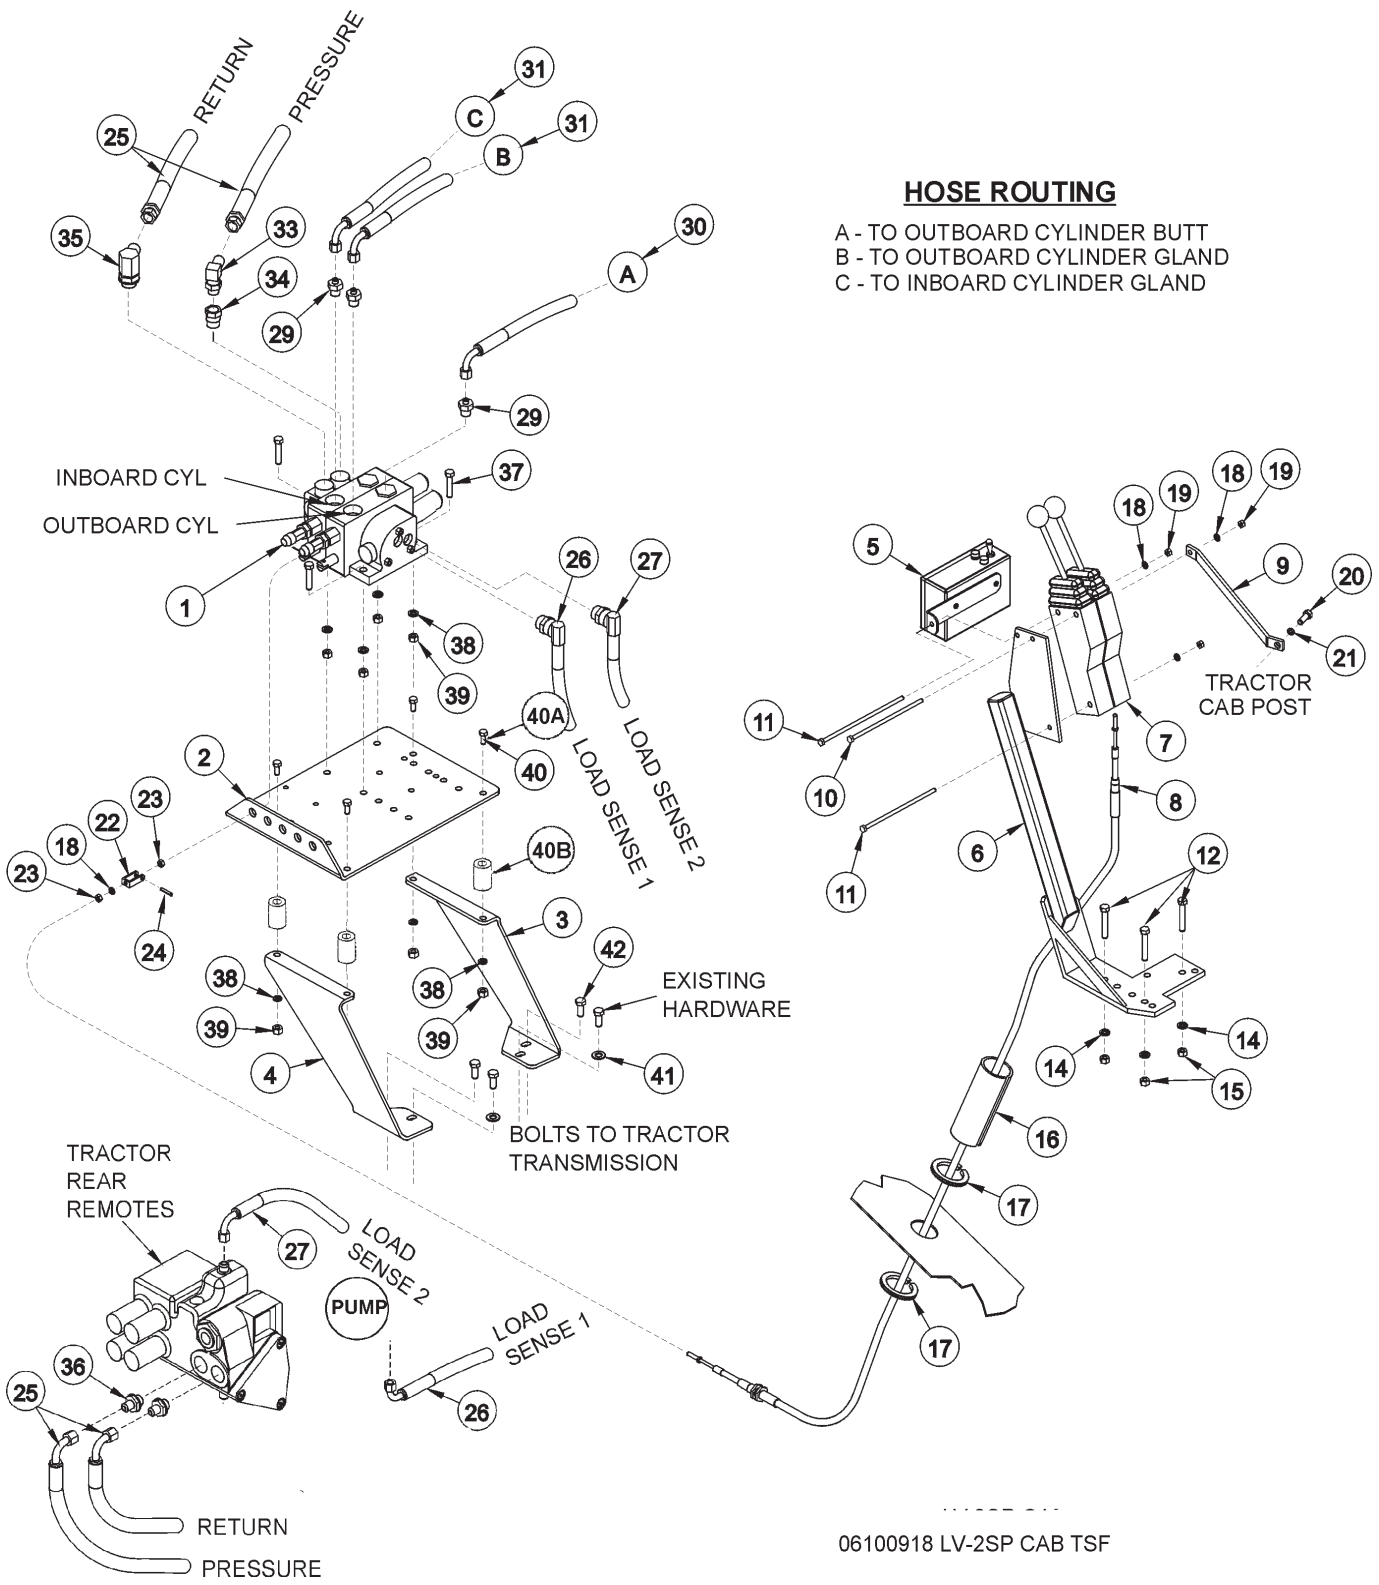 RETURN
PRESSURE
31
C
31
B
25
HOSE ROUTING
A - TO OUTBOARD CYLINDER BUTT
B - TO OUTBOARD CYLINDER GLAND
C - TO INBOARD CYLINDER GLAND
35
33
30
A
34
29
29
INBOARD CYL
37
OUTBOARD CYL
18
19
18
19
5
9
20
26
27
1
38
21
39
TRACTOR
CAB POST
40A
11
7
2
40
10
LOAD SENSE 1
LOAD SENSE 2
23
22
18
23
8
6
40B
12
11
24
3
42
38
38
EXISTING
HARDWARE
39
39
4
41
14
14
15
BOLTS TO TRACTOR
TRANSMISSION
16
TRACTOR
REAR
REMOTES
17
27
LOAD
SENSE 2
PUMP
LOAD
SENSE 1
17
36
25
26
RETURN
PRESSURE
06100918 LV-2SP CAB TSF